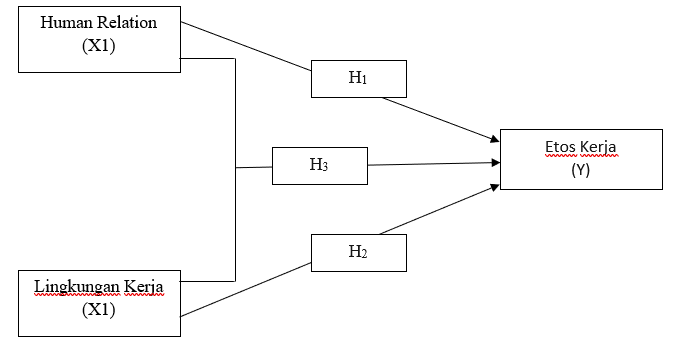 Human Relation
(X1)
H1
Etos Kerja
(Y)
H3
H2
Lingkungan Kerja
(X1)